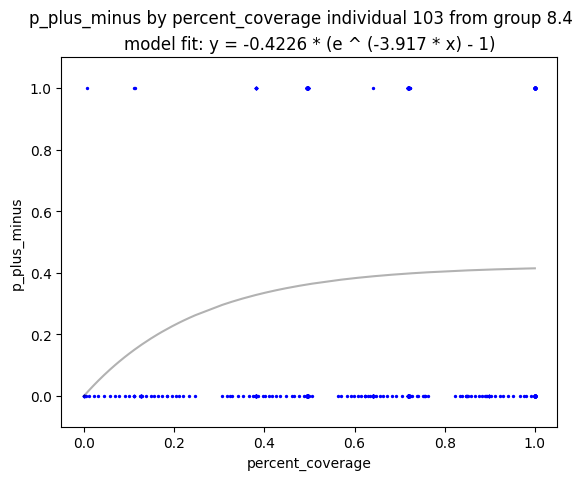 p_plus_minus by percent_coverage individual 103 from group 8.4
model fit: y = -0.4226 * (e ^ (-3.917 * x) - 1)
1.0
0.8
0.6
0.4
0.2
0.0
p_plus_minus
0.0 0.2 0.4 0.6 0.8 1.0
percent_coverage